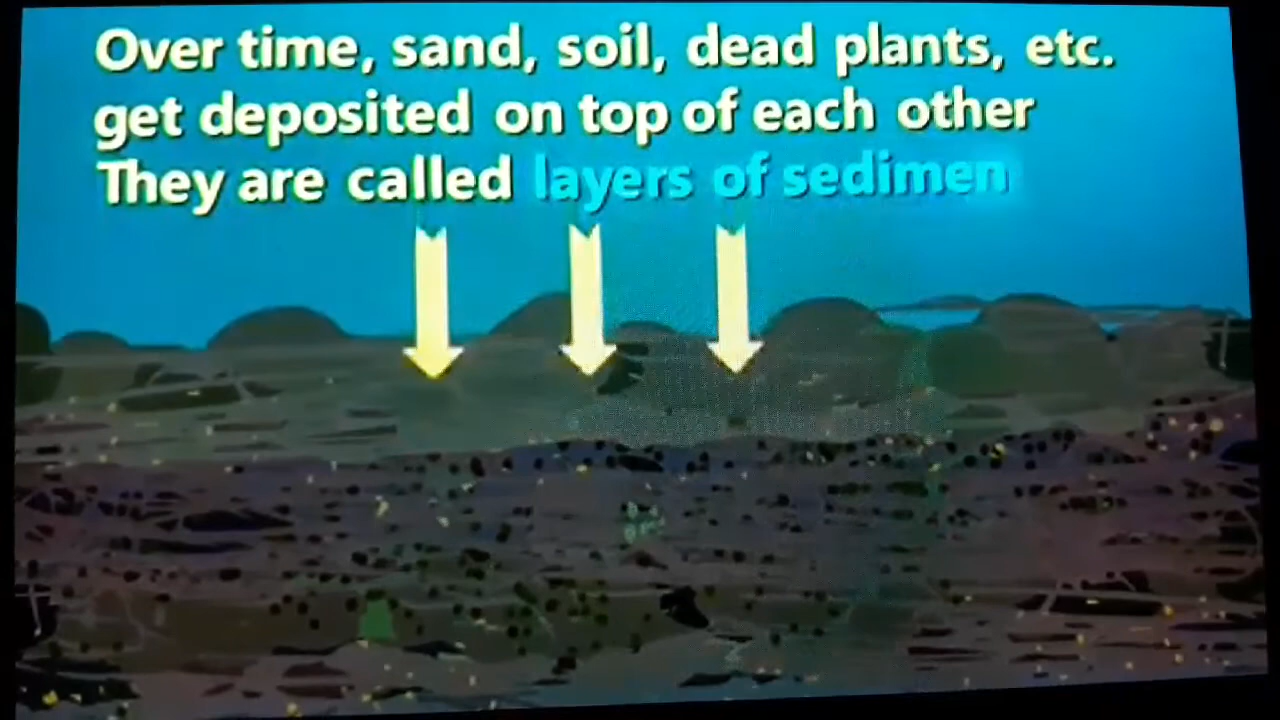 Over time, sand, soil, dead plants, etc.
get deposited on top of each other
They are called layers of sedimen